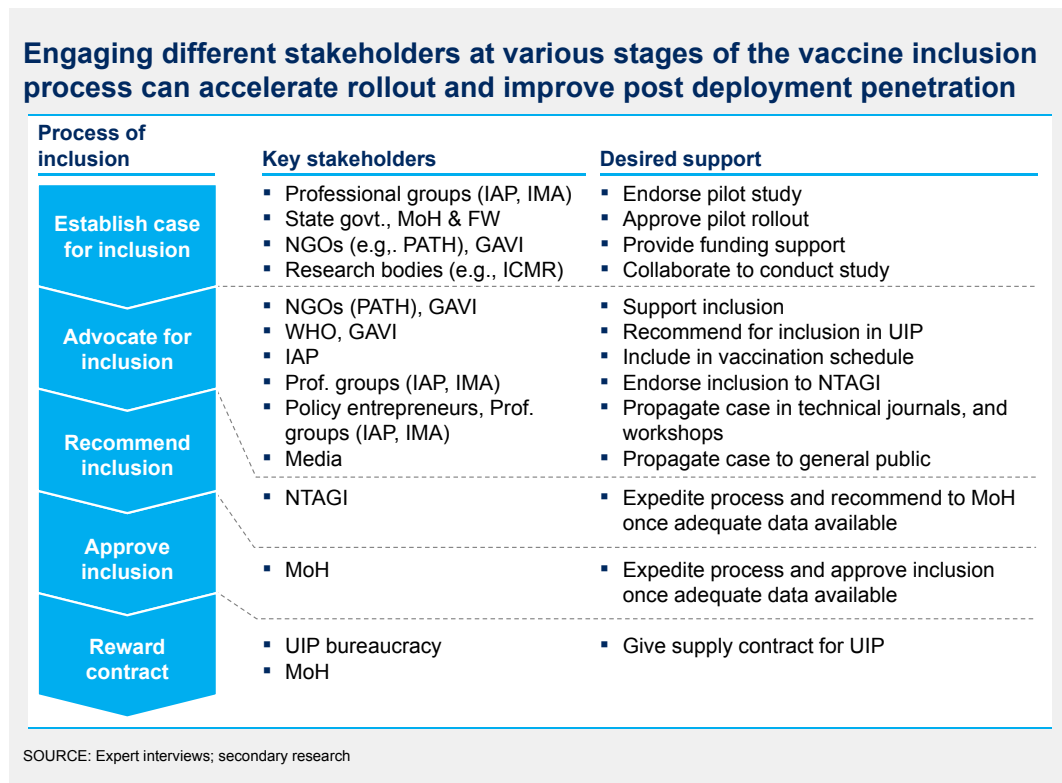 Engaging different stakeholders at various stages of the vaccine inclusion
process can accelerate rollout and improve post deployment penetration
Process of
inclusion
Key stakeholders
Desired support
Establish case
for inclusion
▪ Professional groups (IAP, IMA)
▪ State govt., MoH & FW
▪ NGOs (e.g,. PATH), GAVI
▪ Research bodies (e.g., ICMR)
▪ Endorse pilot study
▪ Approve pilot rollout
▪ Provide funding support
▪ Collaborate to conduct study
Advocate for
inclusion
▪ NGOs (PATH), GAVI
▪ WHO, GAVI
▪ IAP
▪ Prof. groups (IAP, IMA)
▪ Policy entrepreneurs, Prof.
groups (IAP, IMA)
▪ Media
▪ Support inclusion
▪ Recommend for inclusion in UIP
▪ Include in vaccination schedule
▪ Endorse inclusion to NTAGI
▪ Propagate case in technical journals, and
workshops
▪ Propagate case to general public
Recommend
inclusion
▪ NTAGI
▪ Expedite process and recommend to MoH
once adequate data available
Approve
inclusion
▪ MoH
▪ Expedite process and approve inclusion
once adequate data available
Reward
contract
▪ UIP bureaucracy
▪ MoH
▪ Give supply contract for UIP
SOURCE: Expert interviews; secondary research